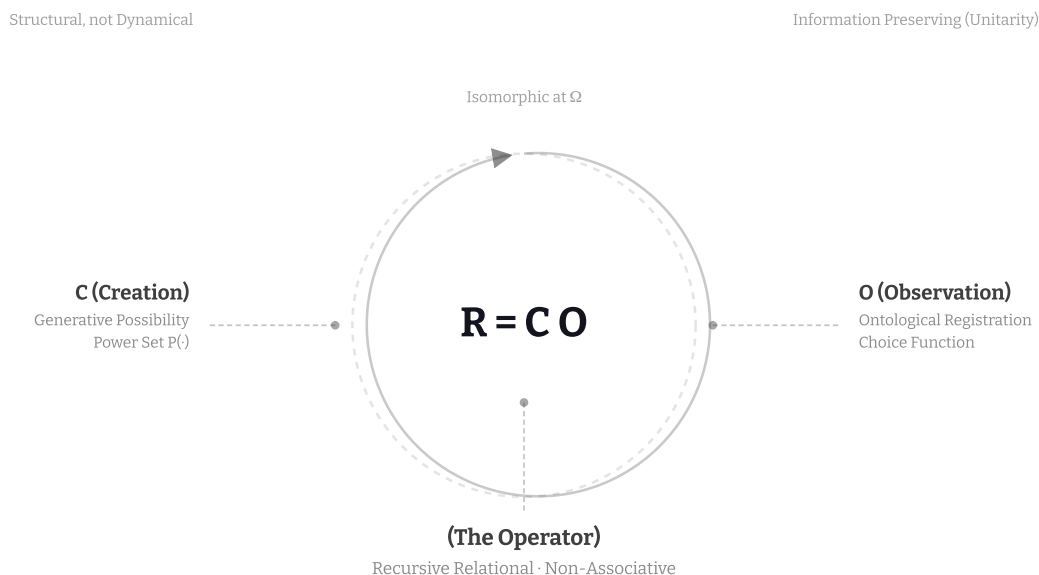 Structural, not Dynamical
Information Preserving (Unitarity)
Isomorphic at Ω
C (Creation)
Generative Possibility
Power Set P(·)
R = C O
O (Observation)
Ontological Registration
Choice Function
(The Operator)
Recursive Relational · Non-Associative